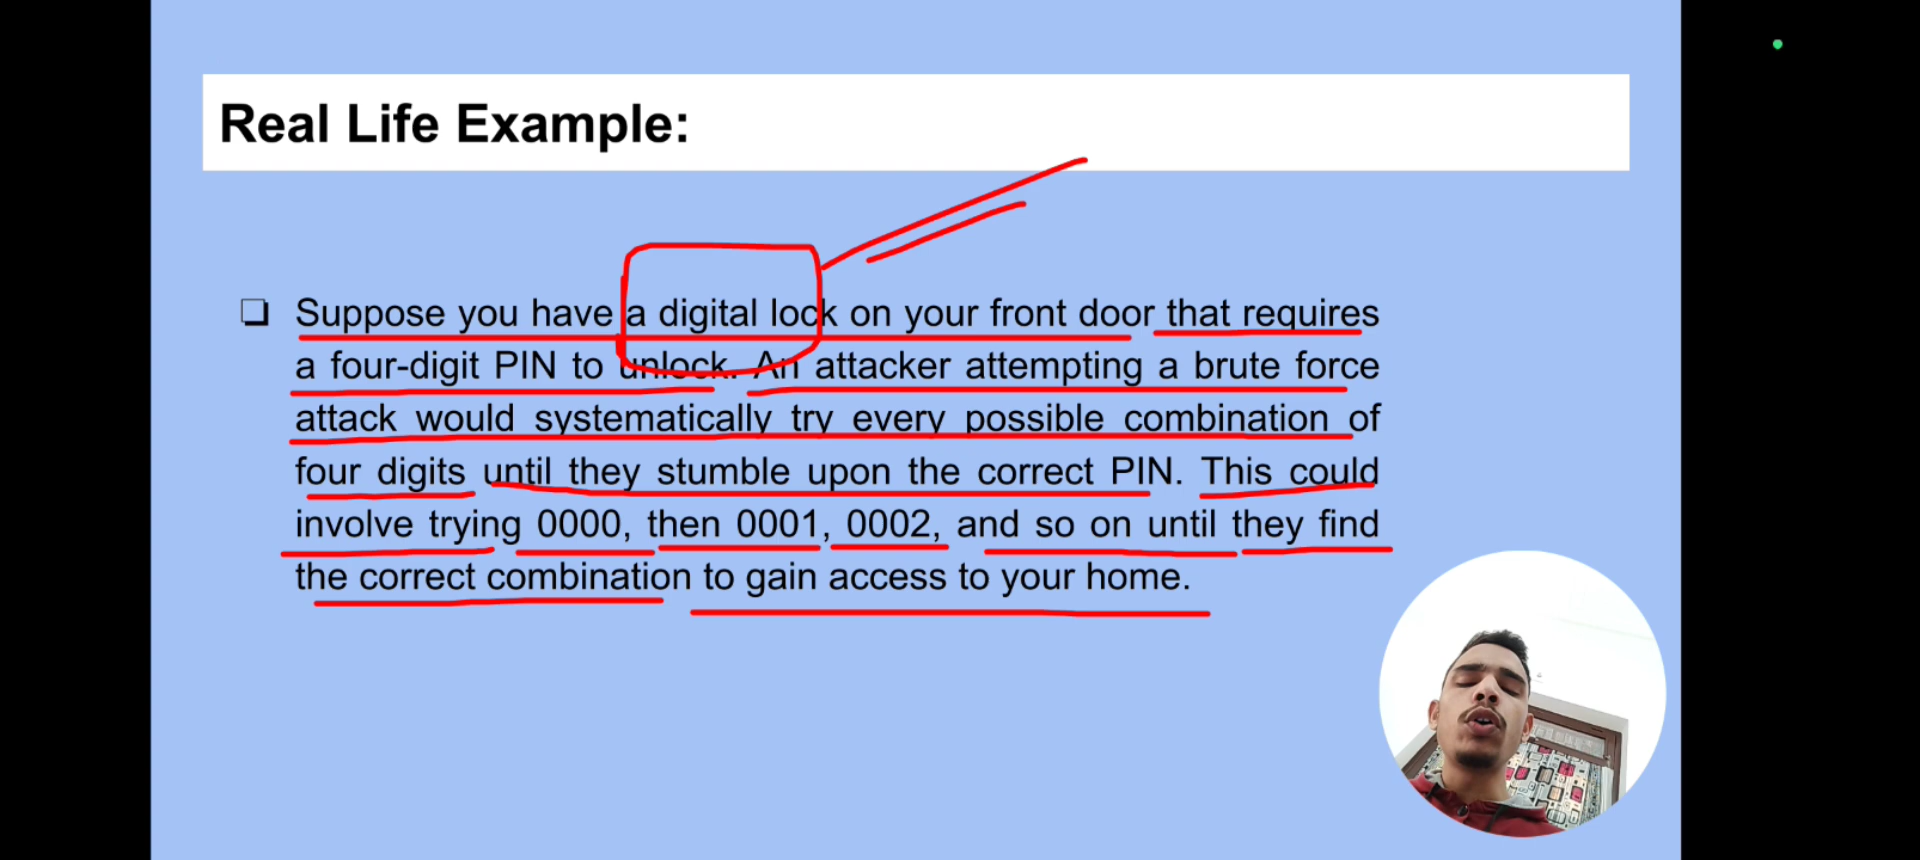 Real Life Example:
Suppose you have a digital lock on your front door that requires
a four-digit PIN to unlock. An attacker attempting a brute force
attack would systematically try every possible combination of
four digits until they stumble upon the correct PIN. This could
involve trying 0000, then 0001, 0002, and so on until they find
the correct combination to gain access to your home.